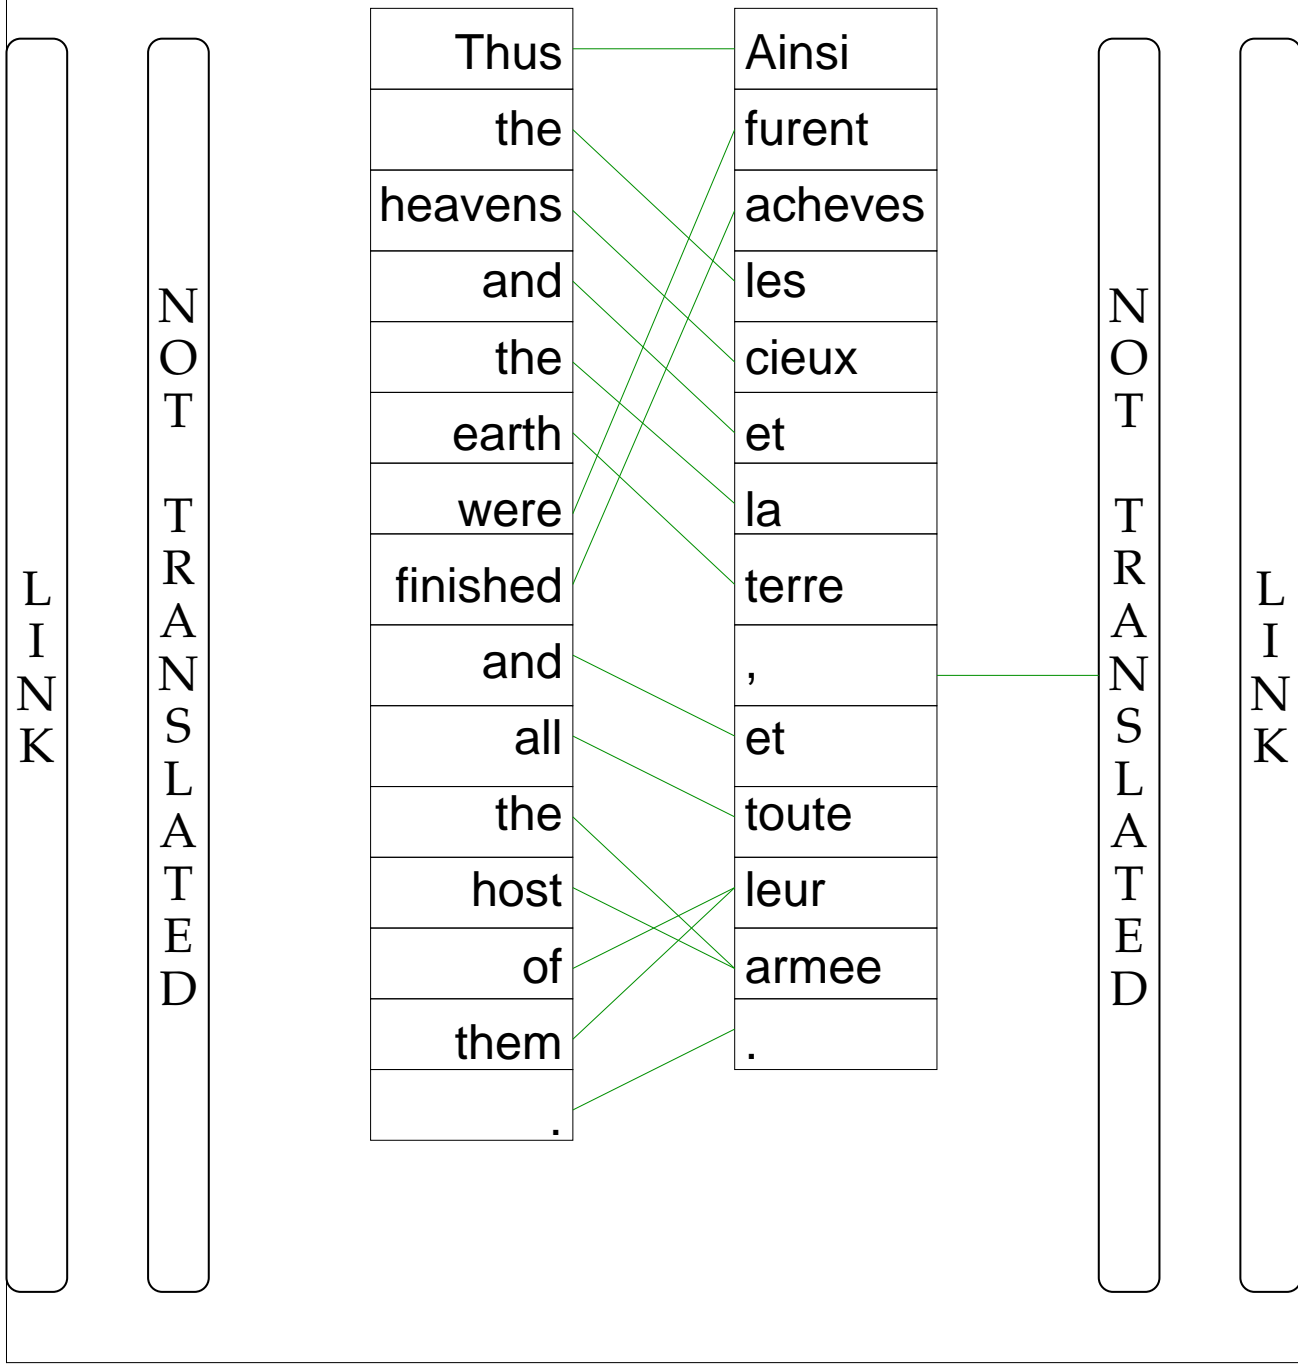 LINK
NOT TRANSLATED
Thus
the
heavens
and
the
earth
were
finished
and
all
the
host
of
them
.
Ainsi
furent
acheves
les
cieux
et
la
terre
,
et
toute
leur
armee
.
NOT TRANSLATED
LINK